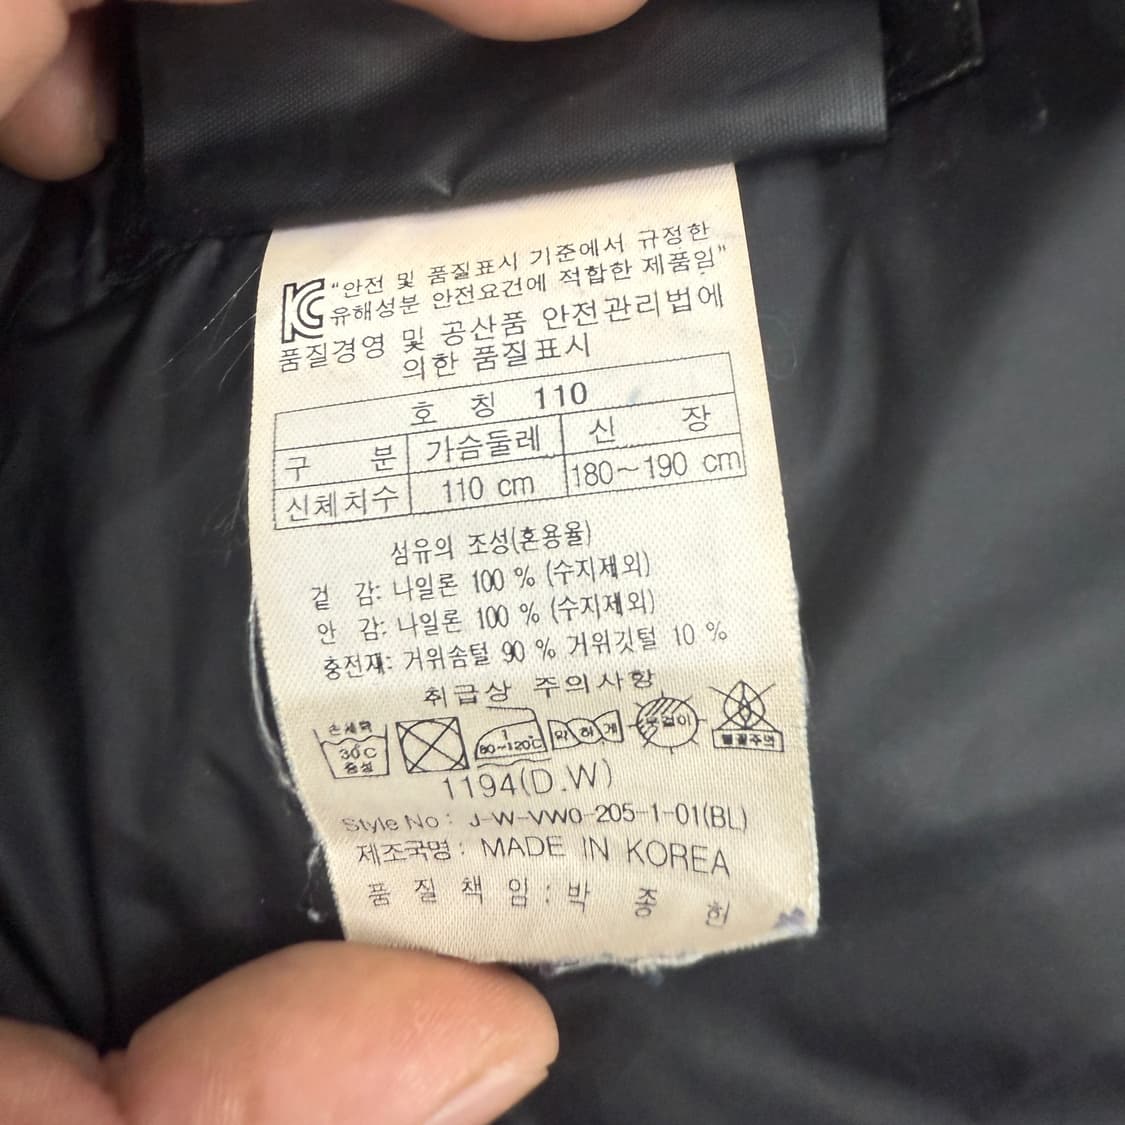 KC "안전 및 품질표시 기준에서 규정한
유해성분 안전요건에 적합한 제품임"
품질경영 및 공산품 안전관리법에
의한 품질표시
호 칭 110
구 분 가슴둘레 신 장
신체치수 110 cm 180~190 cm
섬유의 조성(혼용율)
겉 감: 나일론 100 % (수지제외)
안 감: 나일론 100 % (수지제외)
충전재: 거위솜털 90 % 거위깃털 10 %
취급상 주의사항
손세탁
30°C
중성
1
80~120°C
약하게
옷걸이
불꽃주의
1194(D.W)
Style No: J-W-VW0-205-1-01(BL)
제조국명: MADE IN KOREA
품 질 책 임: 박 종 헌